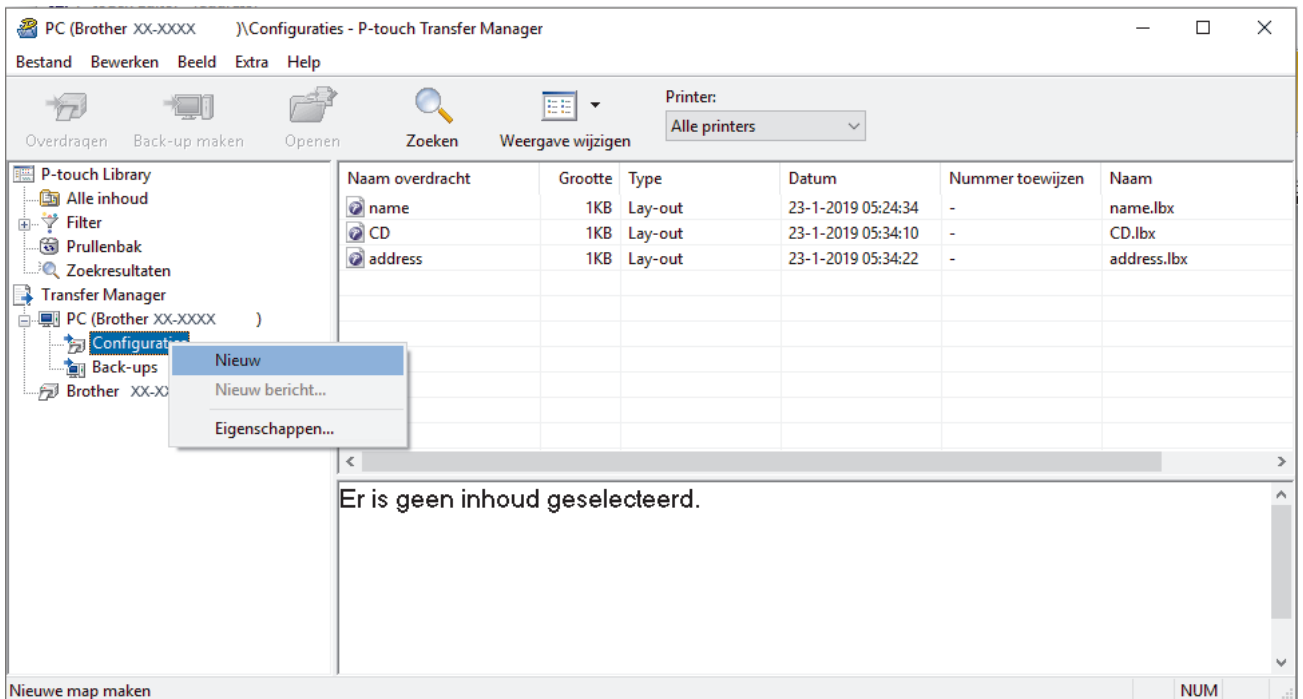 PC (Brother XX-XXXX )\Configuraties - P-touch Transfer Manager
Bestand Bewerken Beeld Extra Help
Overdragen Back-up maken Openen Zoeken Weergave wijzigen
Printer:
Alle printers
P-touch Library
Alle inhoud
Filter
Prullenbak
Zoekresultaten
Transfer Manager
PC (Brother XX-XXXX )
Configuraties
Back-ups
Brother XX-XX
Nieuw
Nieuw bericht...
Eigenschappen...
Naam overdracht Grootte Type Datum Nummer toewijzen Naam
name 1KB Lay-out 23-1-2019 05:24:34 - name.lbx
CD 1KB Lay-out 23-1-2019 05:34:10 - CD.lbx
address 1KB Lay-out 23-1-2019 05:34:22 - address.lbx
Er is geen inhoud geselecteerd.
Nieuwe map maken NUM